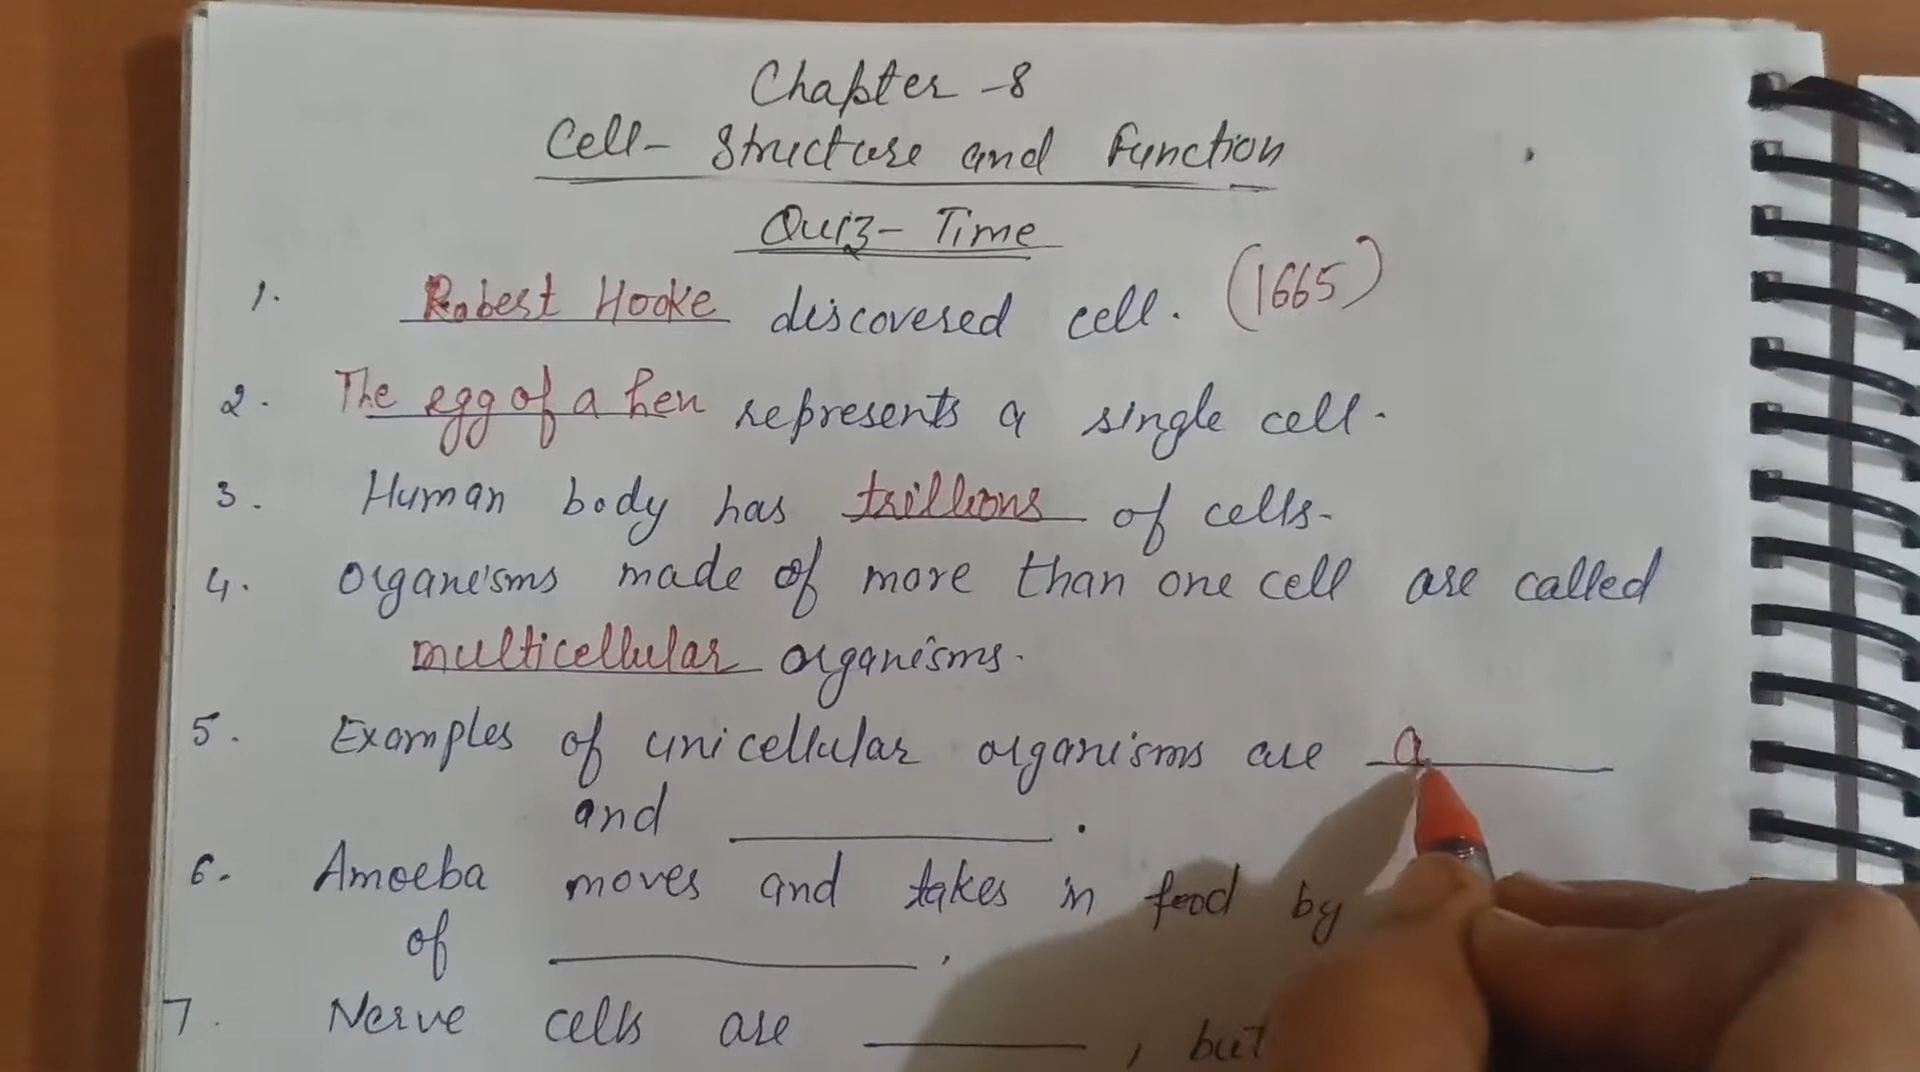 Chapter -8
Cell- Structure and Function
Quiz- Time
1. Robert Hooke discovered cell. (1665)
2. The egg of a hen represents a single cell.
3. Human body has trillions of cells.
4. Organisms made of more than one cell are called
multicellular organisms.
5. Examples of unicellular organisms are a
and ________.
6. Amoeba moves and takes in food by
of ________.
7. Nerve cells are ________, but